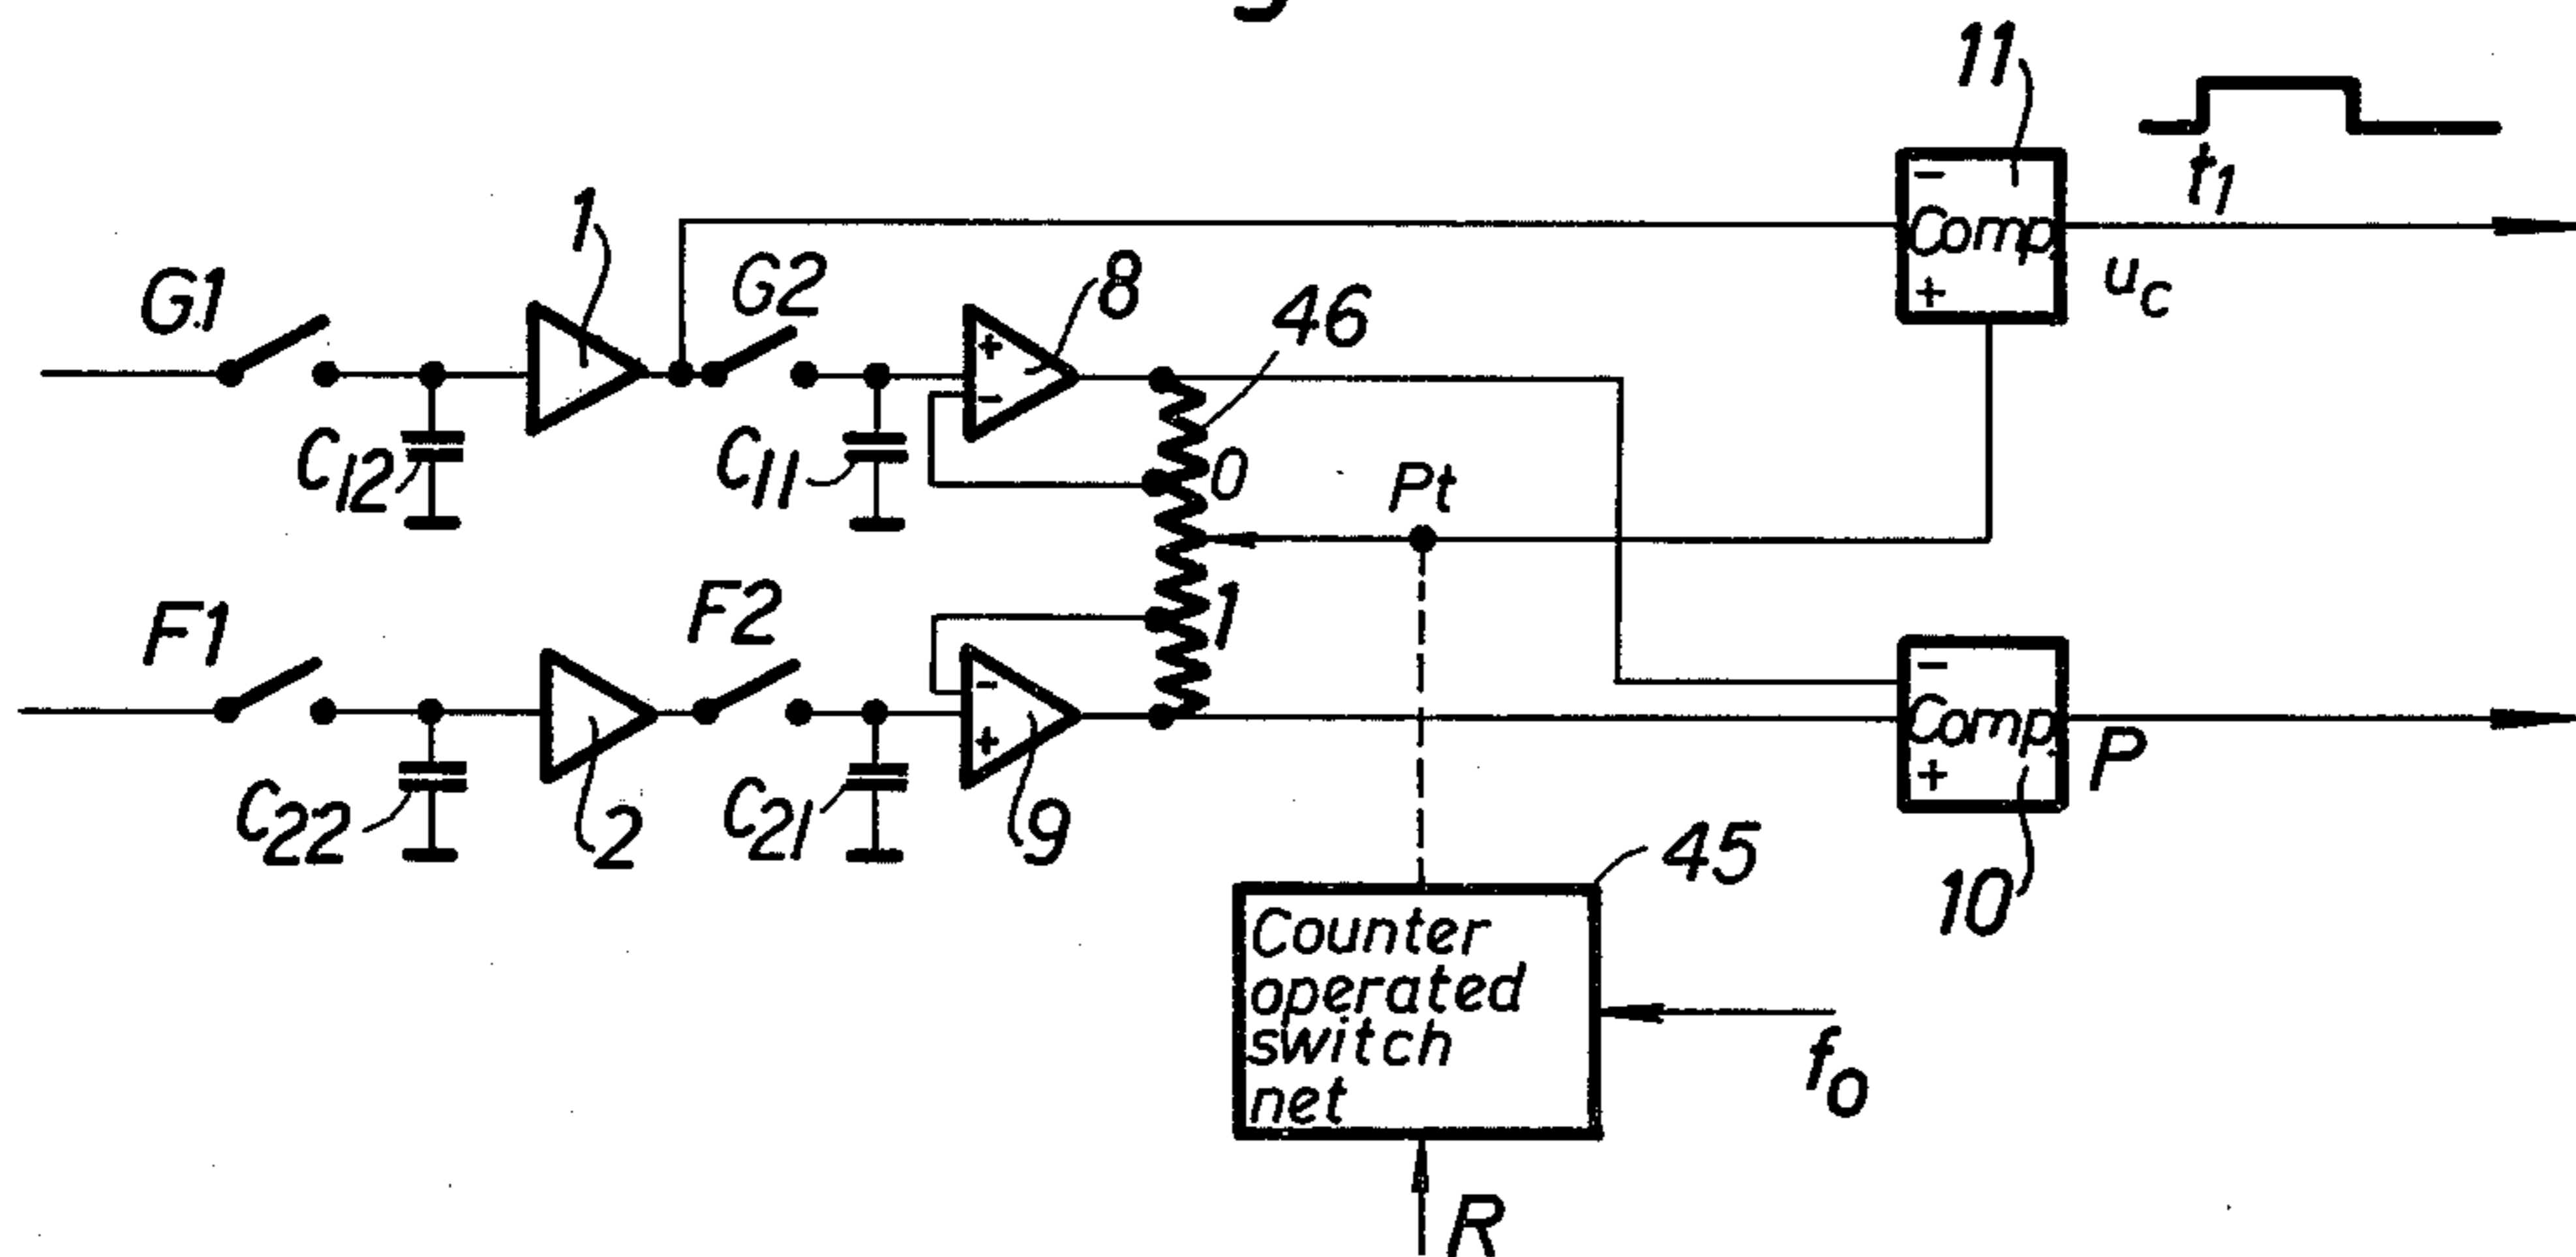 11
t1
1
G1
G2
8
46
- Comp. +
uc
C12
C11
0
Pt
F1
F2
1
- Comp. +
P
C22
2
C21
9
45
10
Counter
operated
switch
net
fo
R